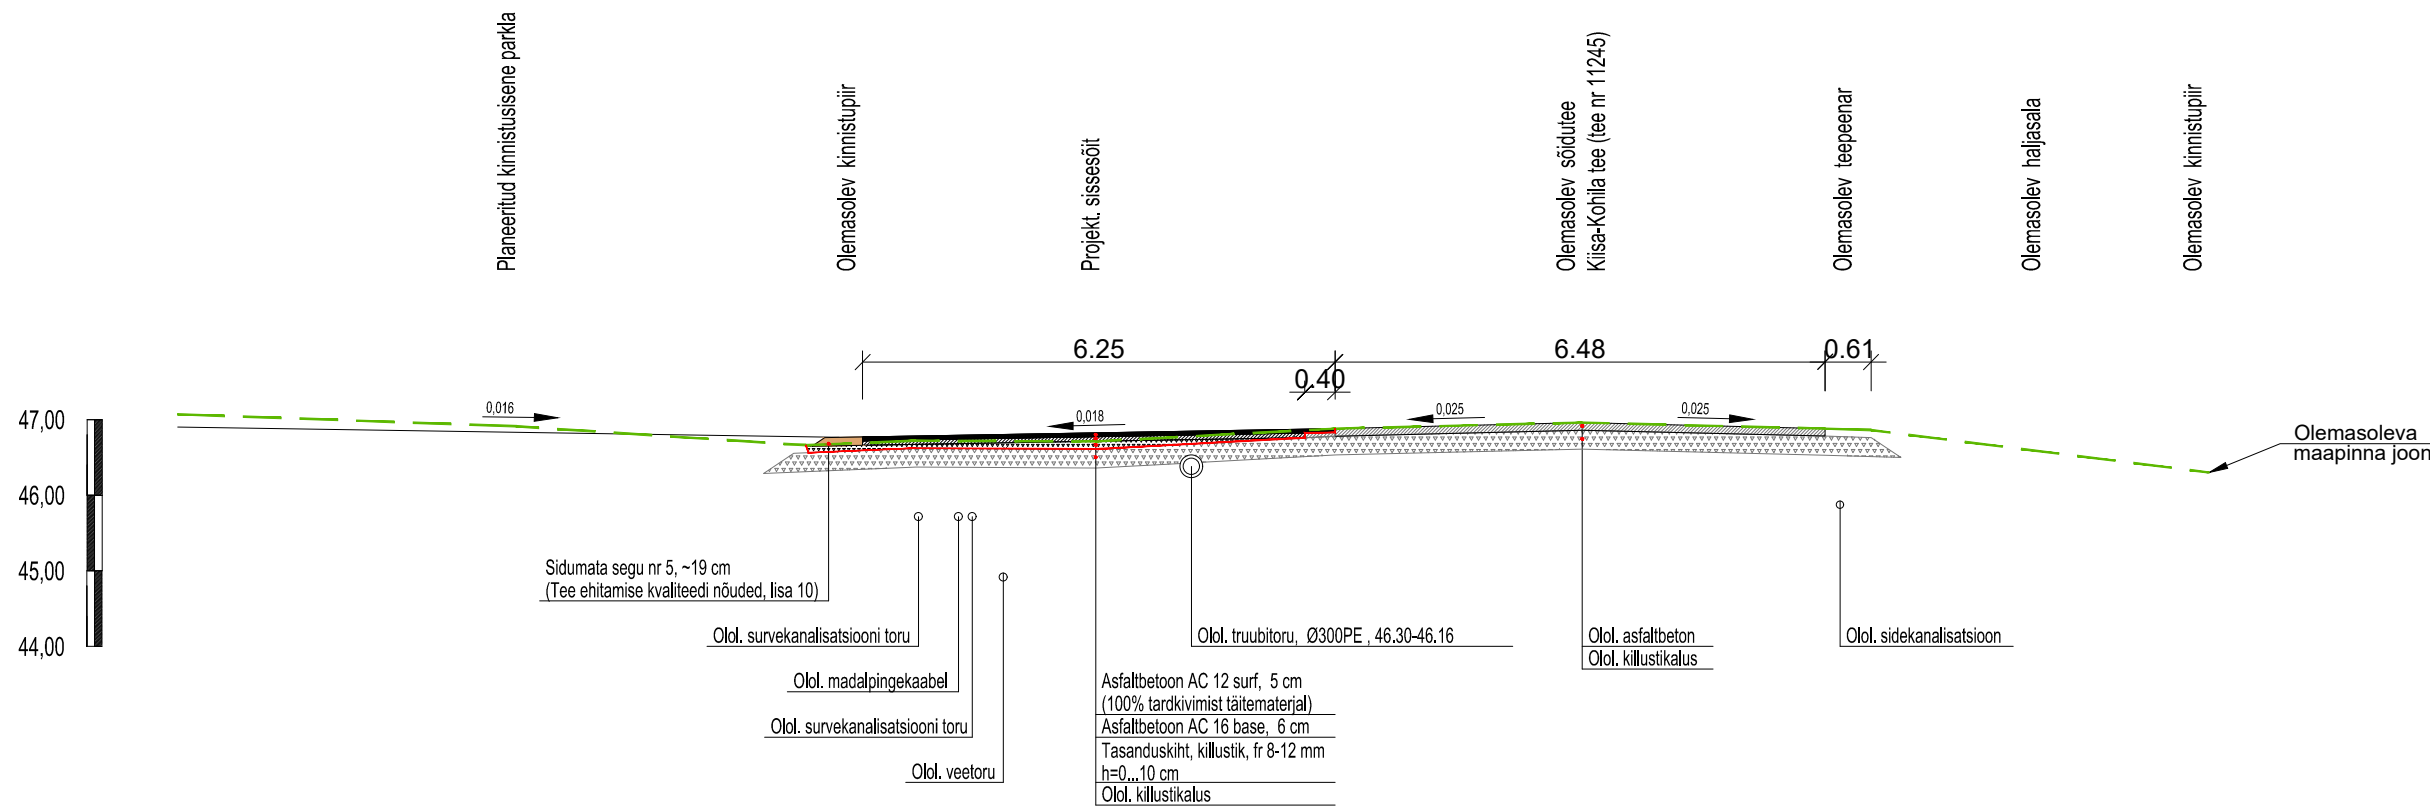 Planeeritud kinnistusisene parkla
Olemasolev kinnistupiir
Projekt. sissesõit
Olemasolev sõidutee
Kiisa-Kohila tee (tee nr 11245)
Olemasolev teepeenar
Olemasolev haljasala
Olemasolev kinnistupiir
6.25
6.48
0.61
0.40
47,00
46,00
45,00
44,00
0,016
0,018
0,025
0,025
Olemasoleva
maapinna joon
Sidumata segu nr 5, ~19 cm
(Tee ehitamise kvaliteedi nõuded, lisa 10)
Olol. survekanalisatsiooni toru
Olol. madalpingekaabel
Olol. survekanalisatsiooni toru
Olol. veetoru
Olol. truubitoru, Ø300PE , 46.30-46.16
Asfaltbetoon AC 12 surf, 5 cm
(100% tardkivimist täitematerjal)
Asfaltbetoon AC 16 base, 6 cm
Tasanduskiht, killustik, fr 8-12 mm
h=0...10 cm
Olol. killustikalus
Olol. asfaltbeton
Olol. killustikalus
Olol. sidekanalisatsioon